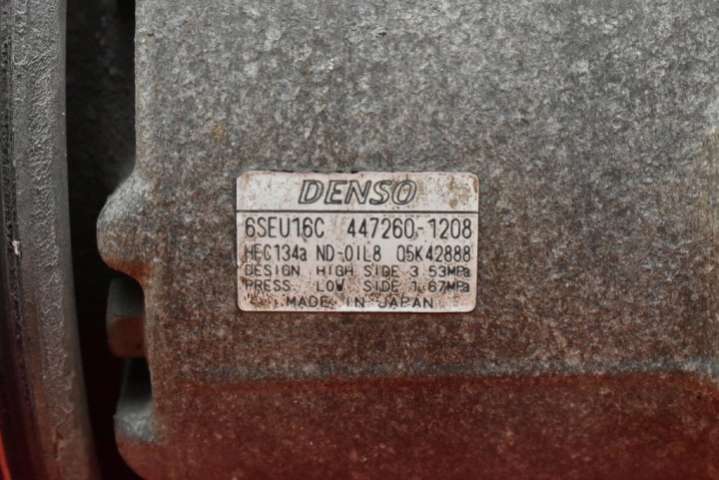 DENSO
6SEU16C 447260-1208
HFC134a ND-OIL8 05K42888
DESIGN HIGH SIDE 3.53MPa
PRESS. LOW SIDE 1.67MPa
MADE IN JAPAN